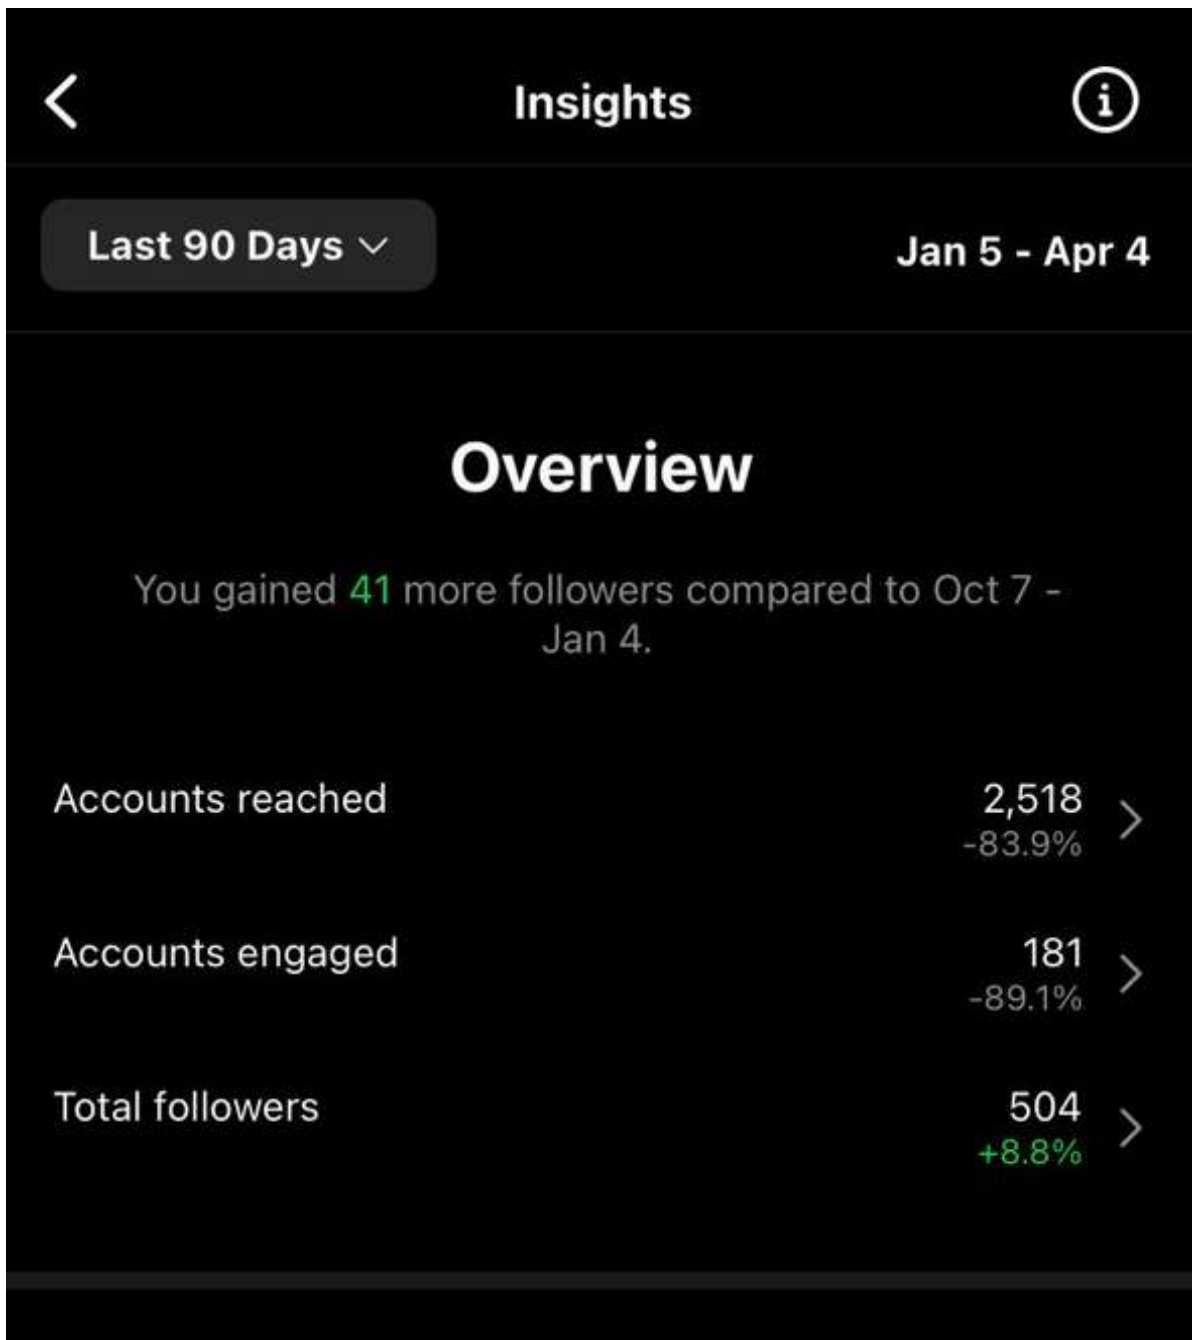 Insights
Last 90 Days
Jan 5 - Apr 4
Overview
You gained 41 more followers compared to Oct 7 -
Jan 4.
Accounts reached
2,518
-83.9%
Accounts engaged
181
-89.1%
Total followers
504
+8.8%